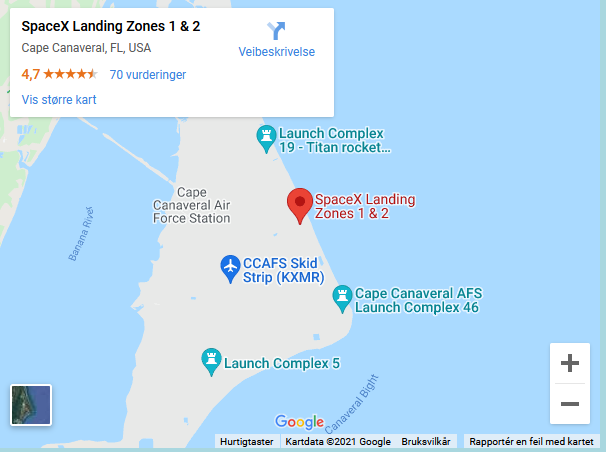 SpaceX Landing Zones 1 & 2
Cape Canaveral, FL, USA
4,7
70 vurderinger
Vis større kart
Veibeskrivelse
Launch Complex
19 - Titan rocket...
Cape
Canaveral Air
Force Station
SpaceX Landing
Zones 1 & 2
Banana River
CCAFS Skid
Strip (KXMR)
Cape Canaveral AFS
Launch Complex 46
Launch Complex 5
Canaveral Bight
Google
Hurtigtaster
Kartdata ©2021 Google
Bruksvilkår
Rapportér en feil med kartet